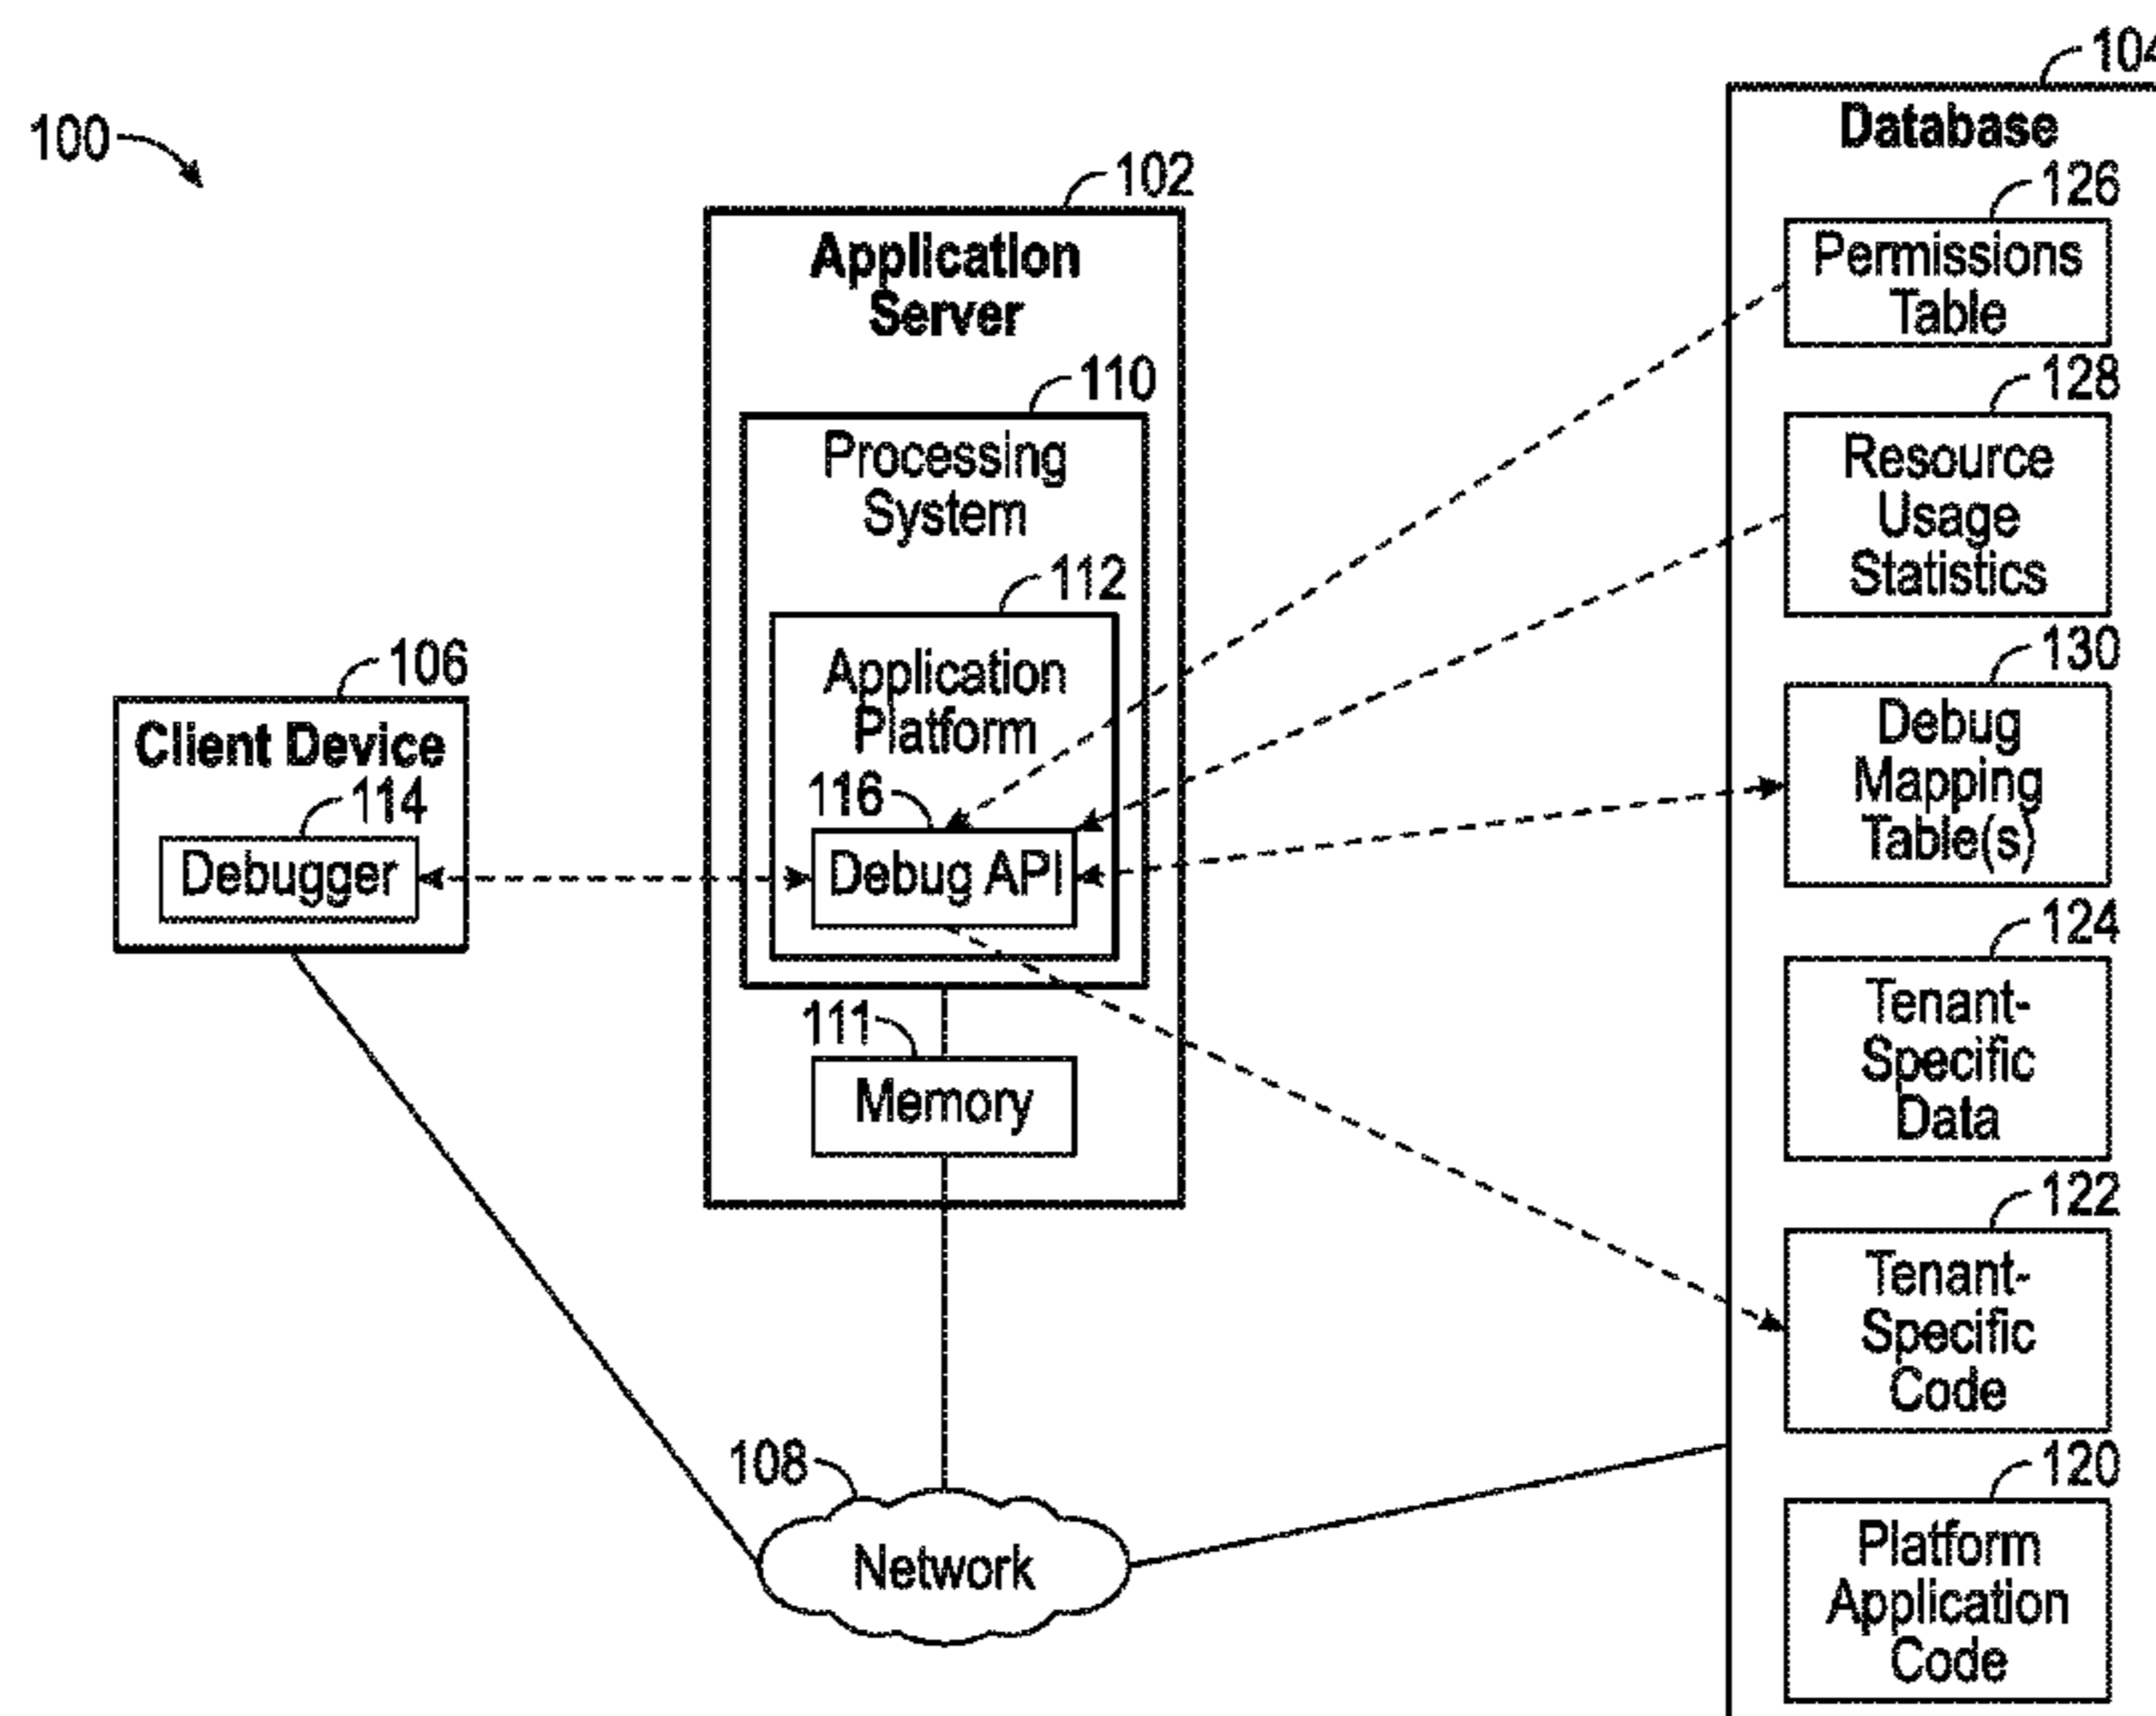 100
102
Application
Server
110
Processing
System
112
Application
Platform
116
Debug API
111
Memory
106
Client Device
114
Debugger
108
Network
104
Database
126
Permissions
Table
128
Resource
Usage
Statistics
130
Debug
Mapping
Table(s)
124
Tenant-
Specific
Data
122
Tenant-
Specific
Code
120
Platform
Application
Code